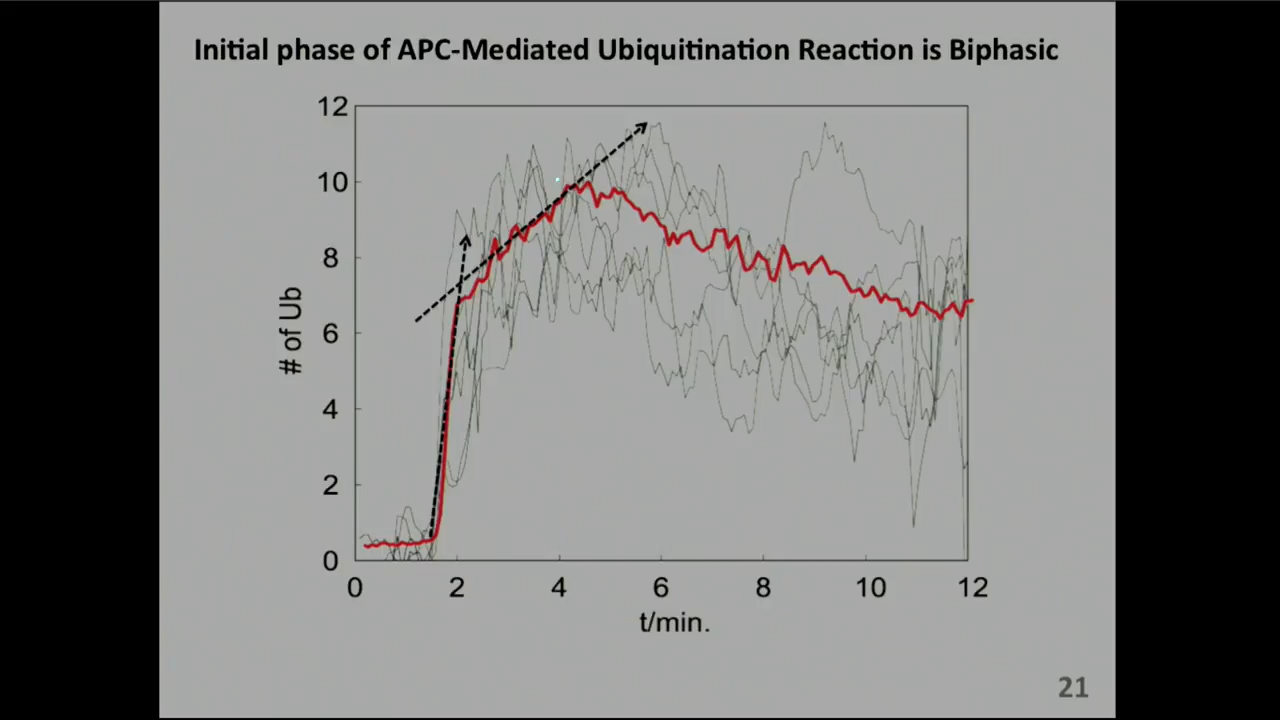 Initial phase of APC-Mediated Ubiquitination Reaction is Biphasic
12
10
8
6
4
2
0
# of Ub
0 2 4 6 8 10 12
t/min.
21